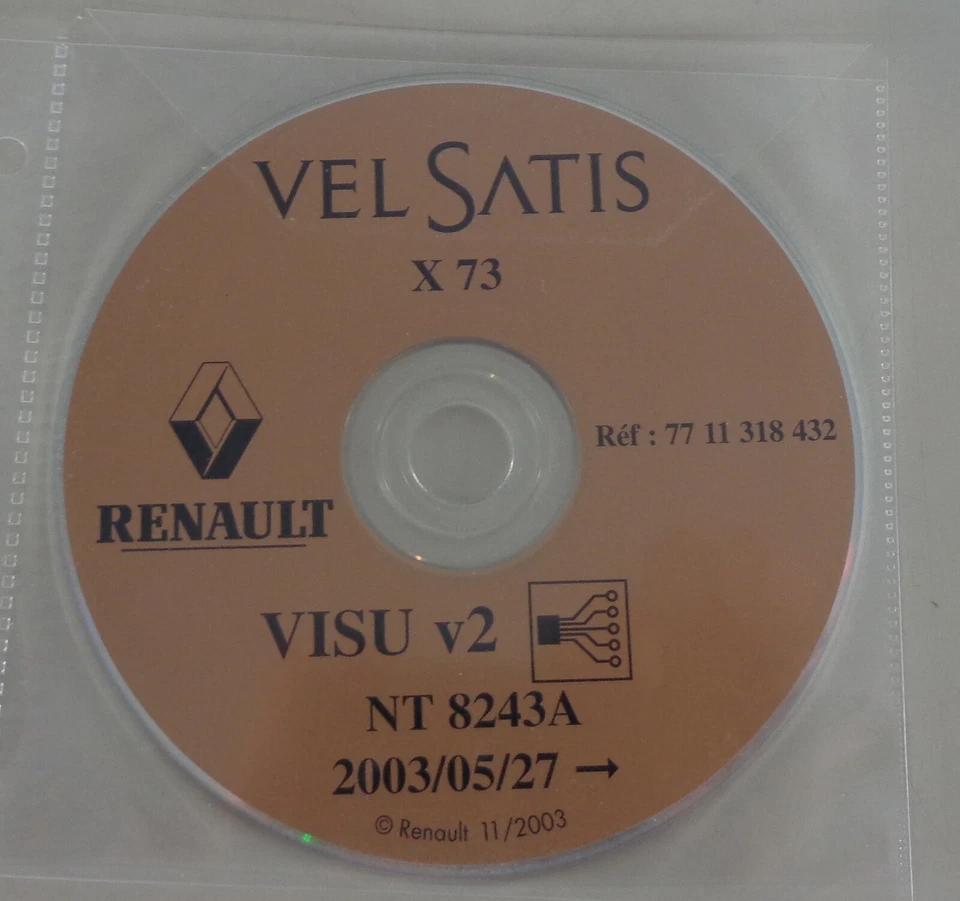 VEL SATIS
X 73
Réf : 77 11 318 432
RENAULT
VISU v2
NT 8243A
2003/05/27 →
© Renault 11/2003